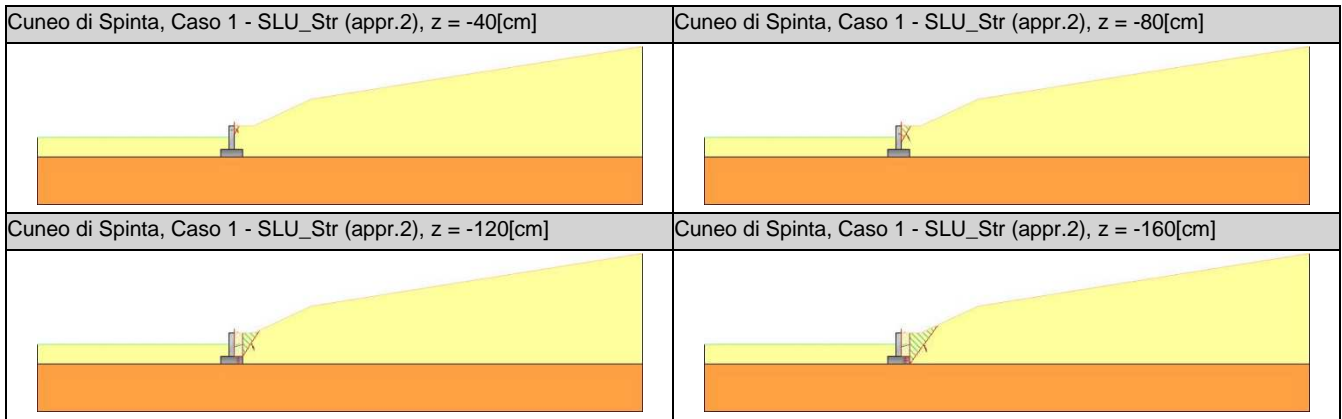 Cuneo di Spinta, Caso 1 - SLU_Str (appr.2), z = -40[cm]
Cuneo di Spinta, Caso 1 - SLU_Str (appr.2), z = -80[cm]
Cuneo di Spinta, Caso 1 - SLU_Str (appr.2), z = -120[cm]
Cuneo di Spinta, Caso 1 - SLU_Str (appr.2), z = -160[cm]